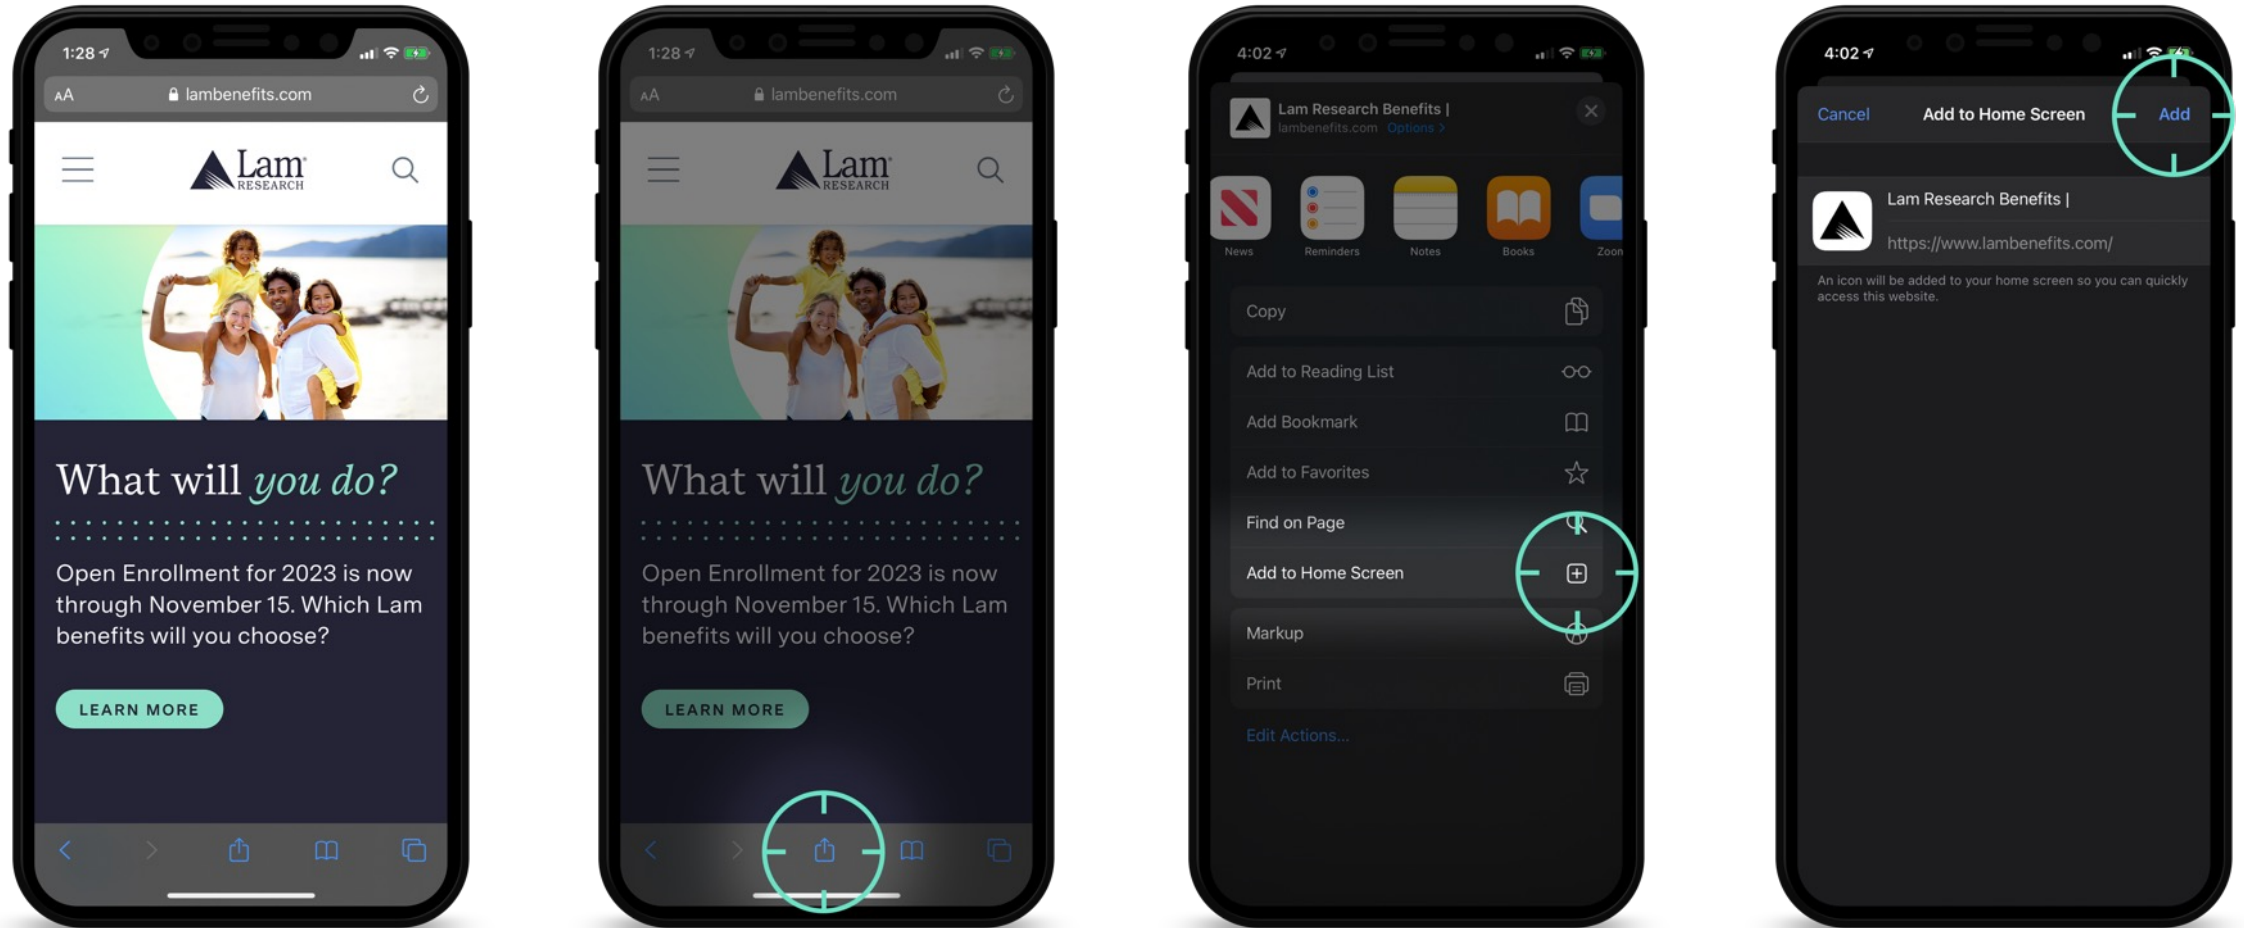 1:28
AA lambenefits.com
Lam
RESEARCH
What will you do?
Open Enrollment for 2023 is now
through November 15. Which Lam
benefits will you choose?
LEARN MORE
1:28
AA lambenefits.com
Lam
RESEARCH
What will you do?
Open Enrollment for 2023 is now
through November 15. Which Lam
benefits will you choose?
LEARN MORE
4:02
Lam Research Benefits |
lambenefits.com Options >
News Reminders Notes Books Zoom
Copy
Add to Reading List
Add Bookmark
Add to Favorites
Find on Page
Add to Home Screen
Markup
Print
Edit Actions...
4:02
Cancel Add to Home Screen Add
Lam Research Benefits |
https://www.lambenefits.com/
An icon will be added to your home screen so you can quickly
access this website.